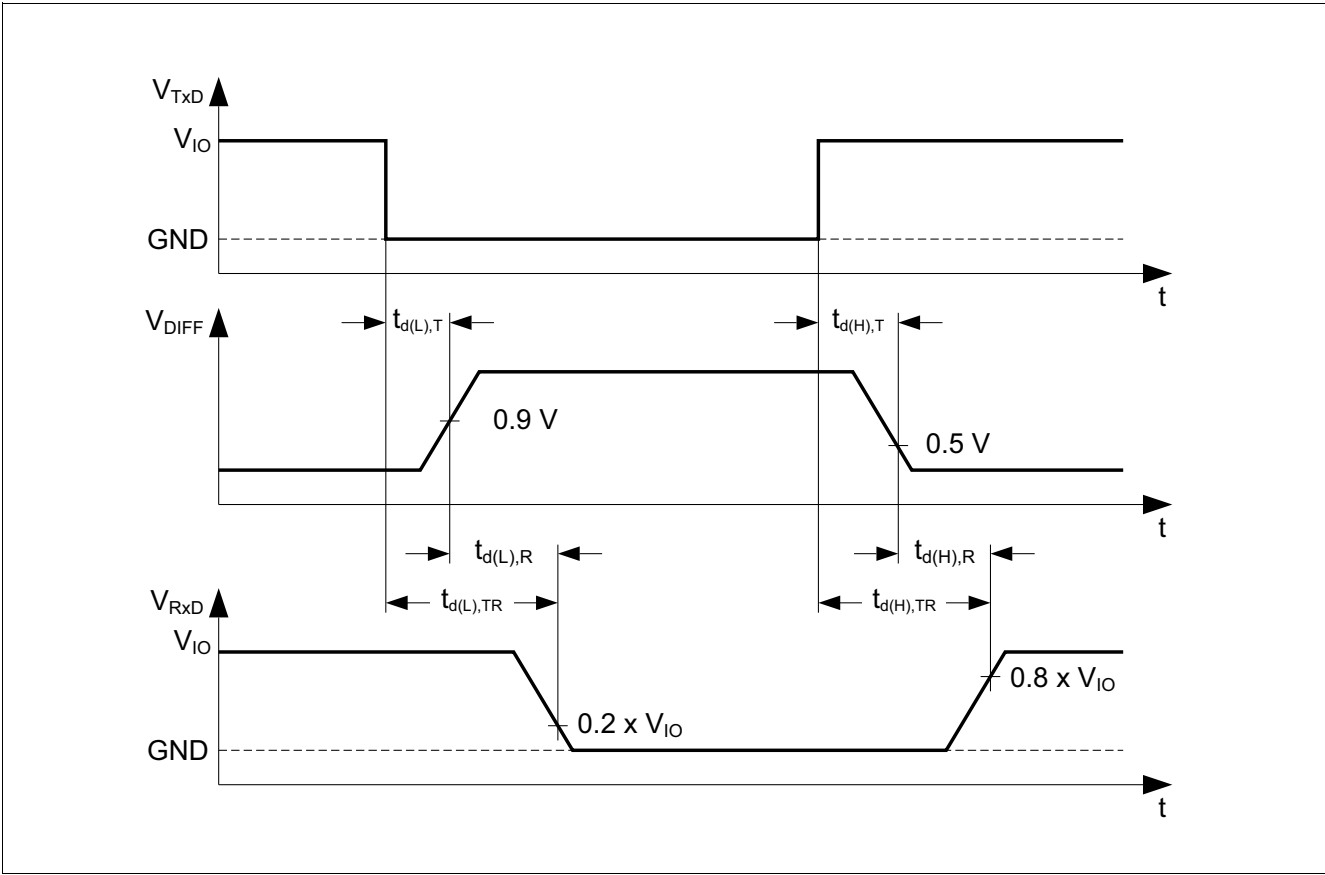 V_TxD
V_IO
GND
t
V_DIFF
t_d(L),T
t_d(H),T
0.9 V
0.5 V
t
t_d(L),R
t_d(H),R
V_RxD
t_d(L),TR
t_d(H),TR
V_IO
0.8 x V_IO
0.2 x V_IO
GND
t